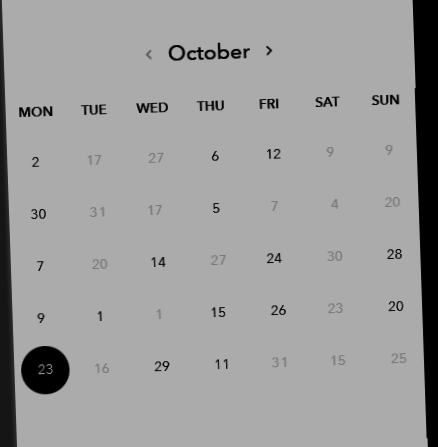 ‹ October ›
MON TUE WED THU FRI SAT SUN
2 17 27 6 12 9 9
30 31 17 5 7 4 20
7 20 14 27 24 30 28
9 1 1 15 26 23 20
23 16 29 11 31 15 25